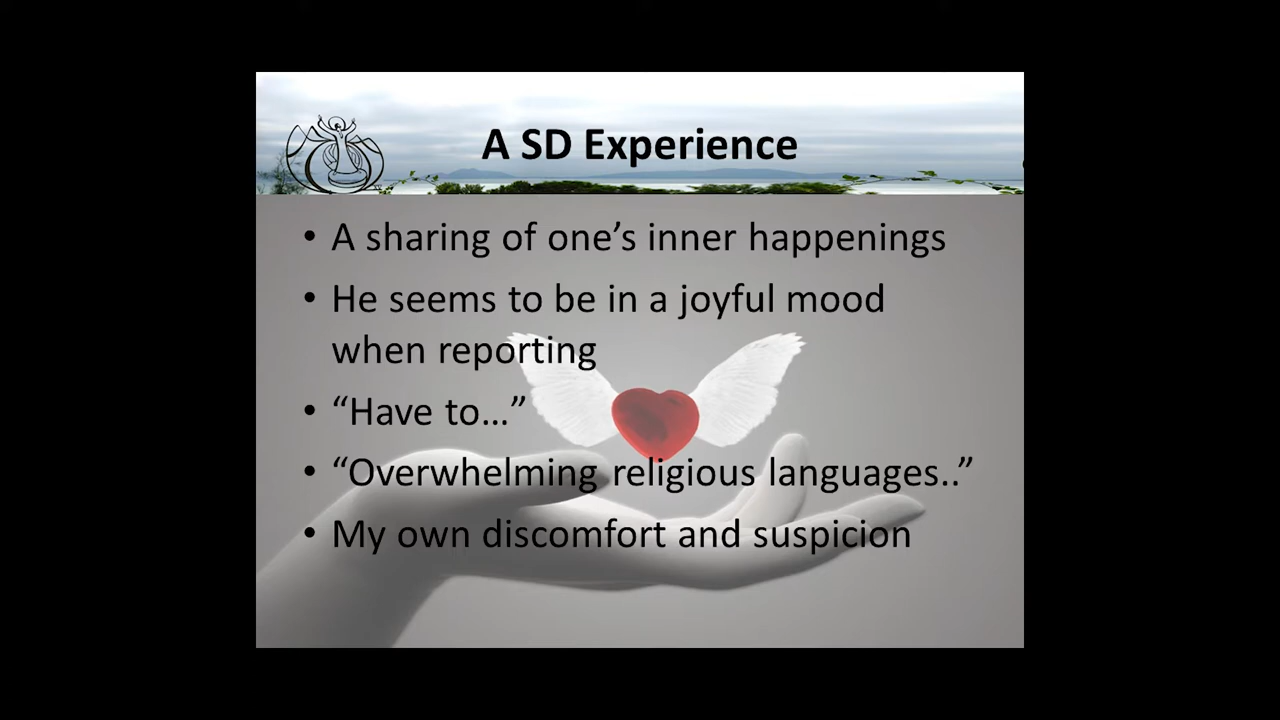 A SD Experience
• A sharing of one’s inner happenings
• He seems to be in a joyful mood
when reporting
• “Have to…”
• “Overwhelming religious languages..”
• My own discomfort and suspicion